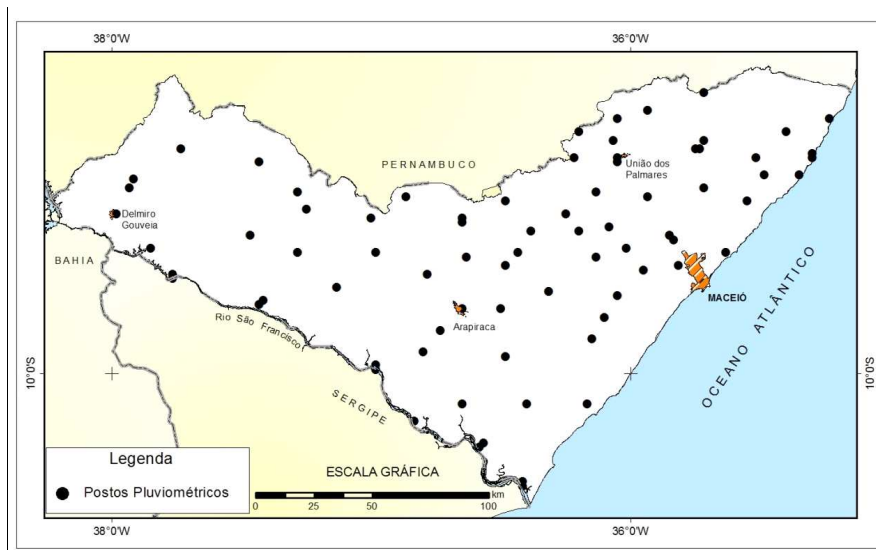 38°0'W
36°0'W
PERNAMBUCO
União dos
Palmares
Delmiro
Gouveia
BAHIA
MACEIÓ
Rio São Francisco
Arapiraca
OCEANO ATLÂNTICO
10°0'S
10°0'S
SERGIPE
Legenda
Postos Pluviométricos
ESCALA GRÁFICA
km
0
25
50
100
38°0'W
36°0'W